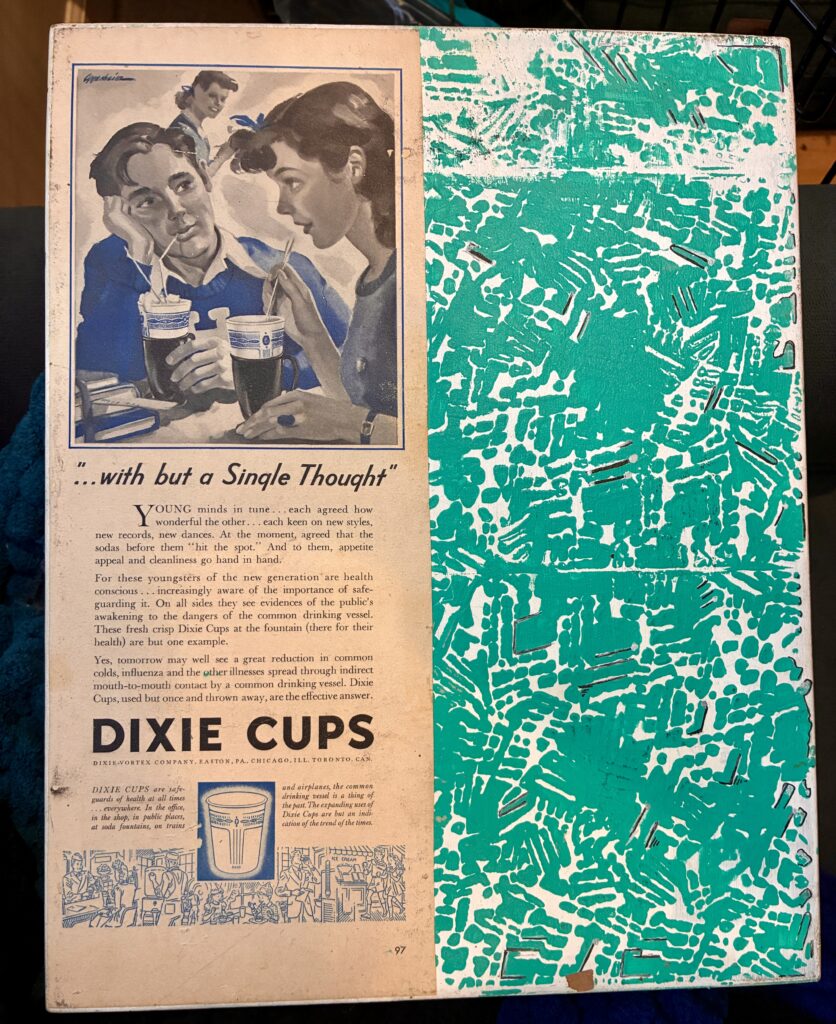 "...with but a Single Thought"
YOUNG minds in tune...each agreed how
wonderful the other...each keen on new styles,
new records, new dances. At the moment, agreed that the
sodas before them "hit the spot." And to them, appetite
appeal and cleanliness go hand in hand.
For these youngsters of the new generation are health
conscious...increasingly aware of the importance of safe-
guarding it. On all sides they see evidences of the public's
awakening to the dangers of the common drinking vessel.
These fresh crisp Dixie Cups at the fountain (there for their
health) are but one example.
Yes, tomorrow may well see a great reduction in common
colds, influenza and the other illnesses spread through indirect
mouth-to-mouth contact by a common drinking vessel. Dixie
Cups, used but once and thrown away, are the effective answer.
DIXIE CUPS
DIXIE-VORTEX COMPANY, EASTON, PA., CHICAGO, ILL. TORONTO, CAN.
DIXIE CUPS are safe-
guards of health at all times
...everywhere. In the office,
in the shop, in public places,
at soda fountains, on trains
and airplanes, the common
drinking vessel is a thing of
the past. The expanding uses of
Dixie Cups are but an indi-
cation of the trend of the times.
ICE CREAM
97